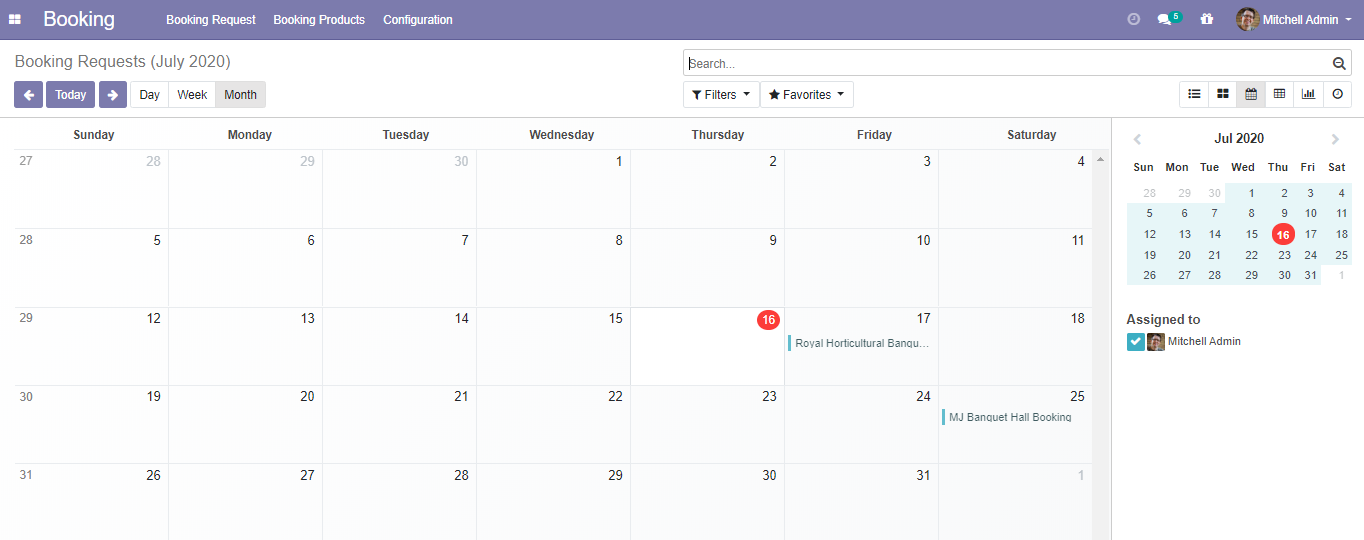 Booking Booking Request Booking Products Configuration 5 Mitchell Admin
Booking Requests (July 2020)
Search...
Today Day Week Month
Filters Favorites
Sunday Monday Tuesday Wednesday Thursday Friday Saturday
27 28 29 30 1 2 3 4
28 5 6 7 8 9 10 11
29 12 13 14 15 16 17 18
Royal Horticultural Banqu...
30 19 20 21 22 23 24 25
MJ Banquet Hall Booking
31 26 27 28 29 30 31 1
Jul 2020
Sun Mon Tue Wed Thu Fri Sat
28 29 30 1 2 3 4
5 6 7 8 9 10 11
12 13 14 15 16 17 18
19 20 21 22 23 24 25
26 27 28 29 30 31 1
Assigned to
Mitchell Admin